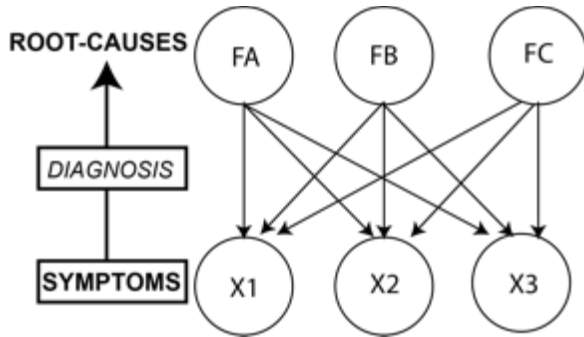 ROOT-CAUSES
FA FB FC
DIAGNOSIS
SYMPTOMS
X1 X2 X3